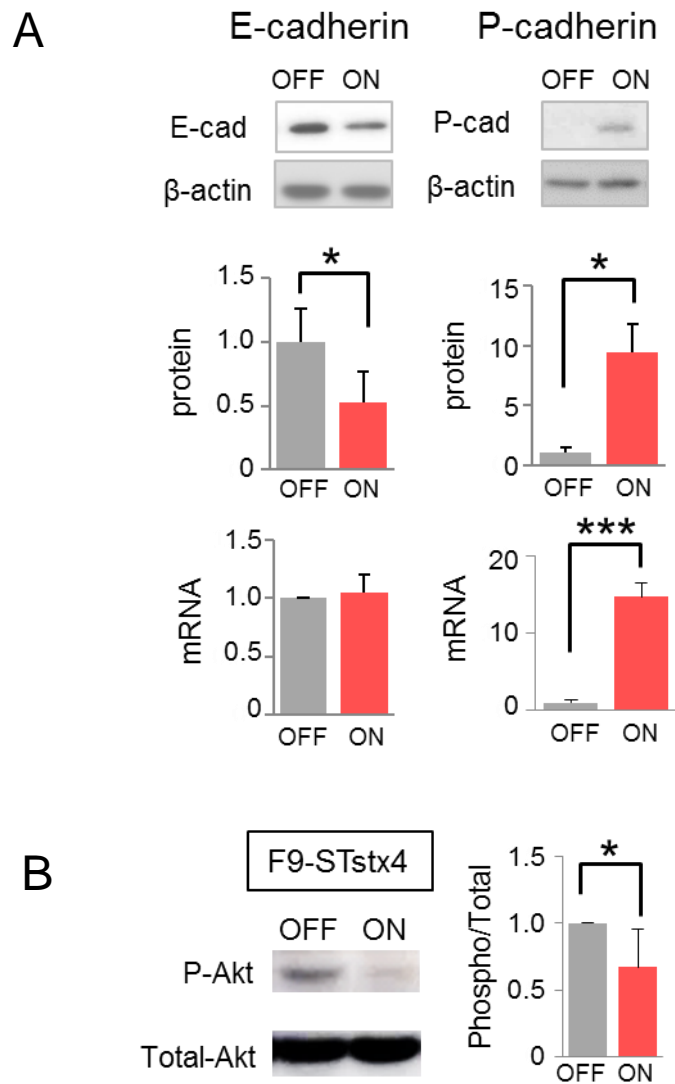 A
E-cadherin P-cadherin
OFF ON OFF ON
E-cad P-cad
β-actin β-actin
* *
1.5 15
1.0 10
0.5 5
0 0
protein protein
OFF ON OFF ON
***
1.5 20
1.0 10
0.5
0 0
mRNA mRNA
OFF ON OFF ON
B
F9-STstx4
OFF ON
P-Akt
Total-Akt
*
1.5
1.0
0.5
0
Phospho/Total
OFF ON